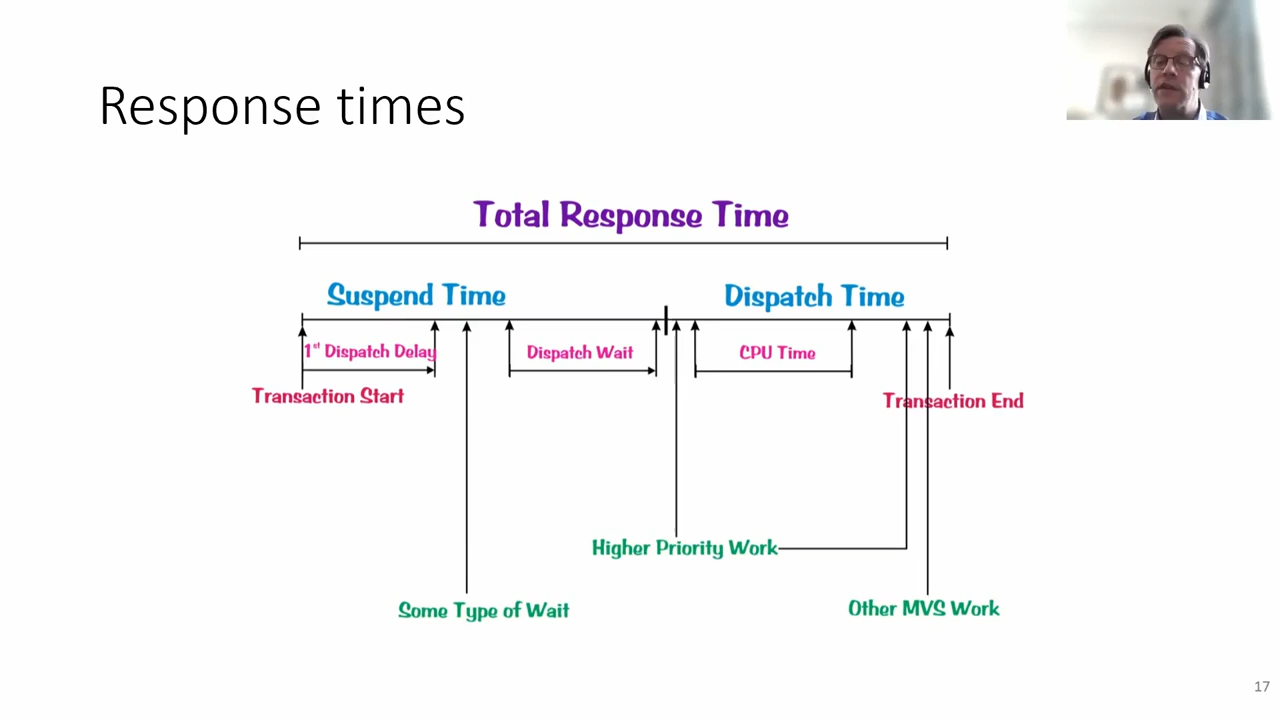 Response times
Total Response Time
Suspend Time
Dispatch Time
1st Dispatch Delay
Dispatch Wait
CPU Time
Transaction Start
Transaction End
Higher Priority Work
Some Type of Wait
Other MVS Work
17